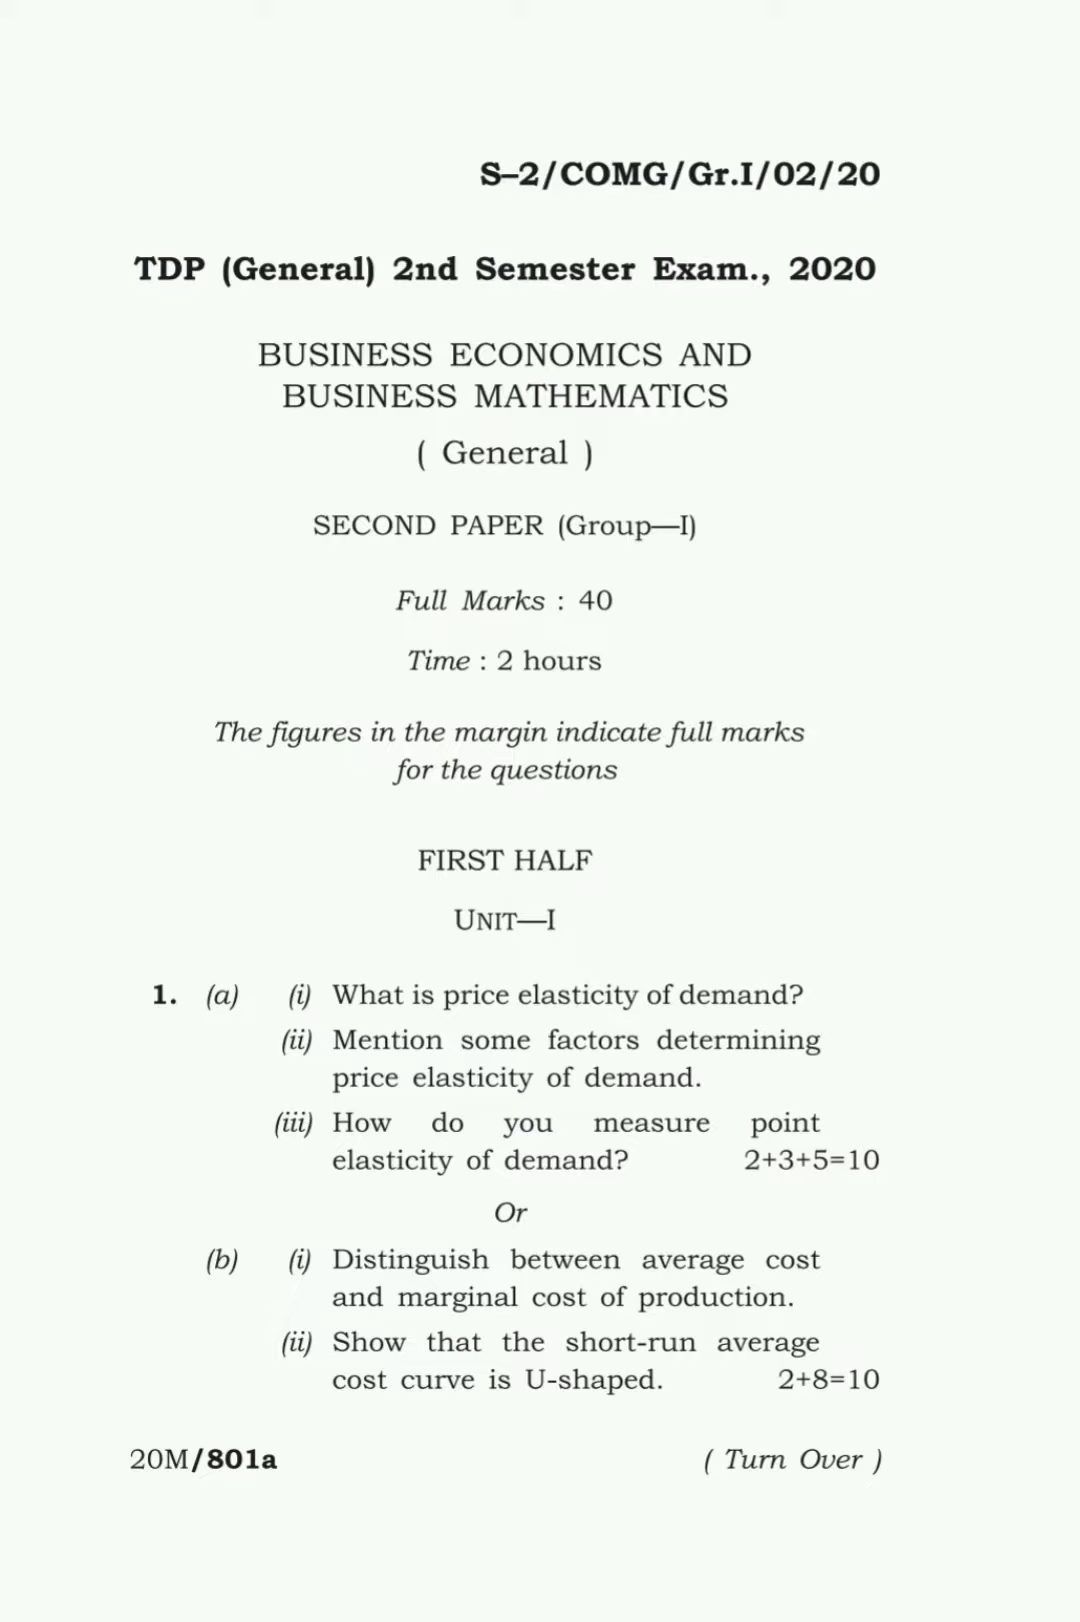 S–2/COMG/Gr.I/02/20
TDP (General) 2nd Semester Exam., 2020
BUSINESS ECONOMICS AND
BUSINESS MATHEMATICS
( General )
SECOND PAPER (Group—I)
Full Marks : 40
Time : 2 hours
The figures in the margin indicate full marks
for the questions
FIRST HALF
UNIT—I
1. (a) (i) What is price elasticity of demand?
(ii) Mention some factors determining
price elasticity of demand.
(iii) How do you measure point
elasticity of demand? 2+3+5=10
Or
(b) (i) Distinguish between average cost
and marginal cost of production.
(ii) Show that the short-run average
cost curve is U-shaped. 2+8=10
20M/801a ( Turn Over )